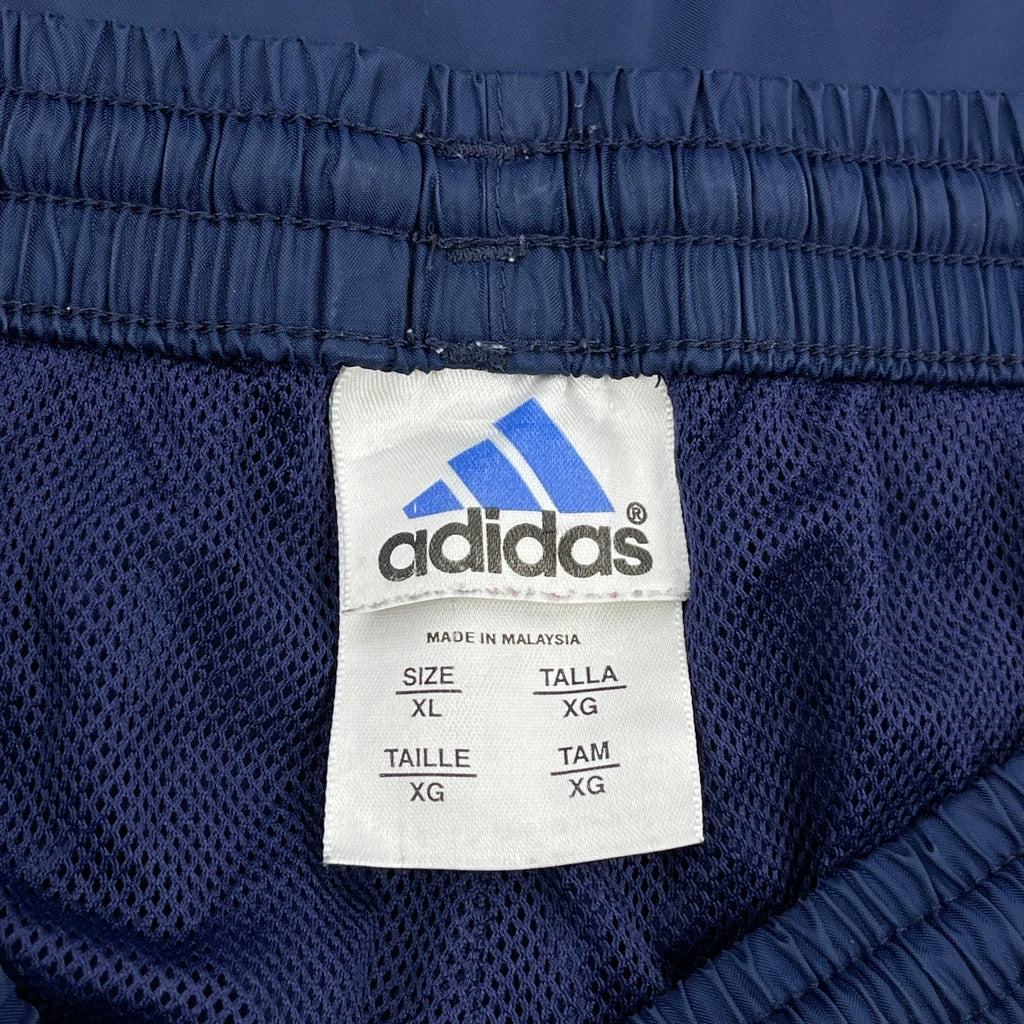 adidas®
MADE IN MALAYSIA
SIZE TALLA
XL XG
TAILLE TAM
XG XG